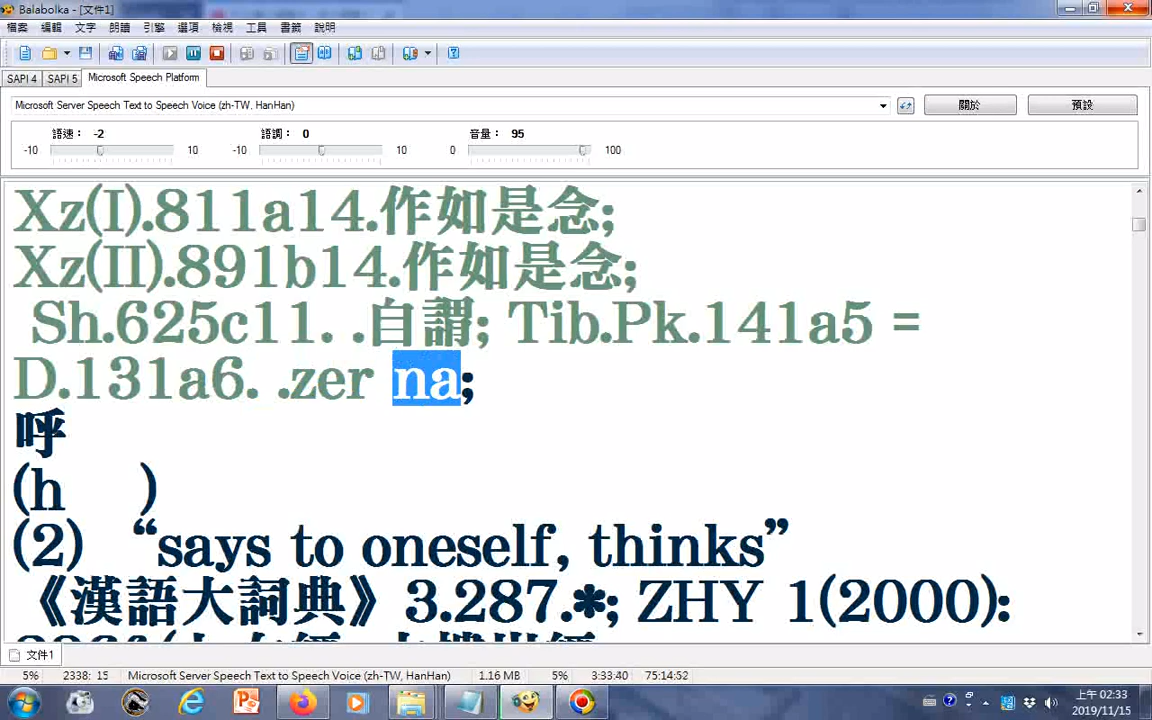 Balabolka - [文件1]
檔案 編輯 文字 朗讀 引擎 選項 檢視 工具 書籤 說明
SAPI 4 SAPI 5 Microsoft Speech Platform
Microsoft Server Speech Text to Speech Voice (zh-TW, HanHan) 關於 預設
語速： -2 語調： 0 音量： 95
-10 10 -10 10 0 100
Xz(I).811a14.作如是念;
Xz(II).891b14.作如是念;
Sh.625c11. .自謂; Tib.Pk.141a5 =
D.131a6. .zer na;
呼
(h )
(2) “says to oneself, thinks”
《漢語大詞典》 3.287.*; ZHY 1(2000):
文件1
5% 2338: 15 Microsoft Server Speech Text to Speech Voice (zh-TW, HanHan) 1.16 MB 5% 3:33:40 75:14:52
上午 02:33
2019/11/15